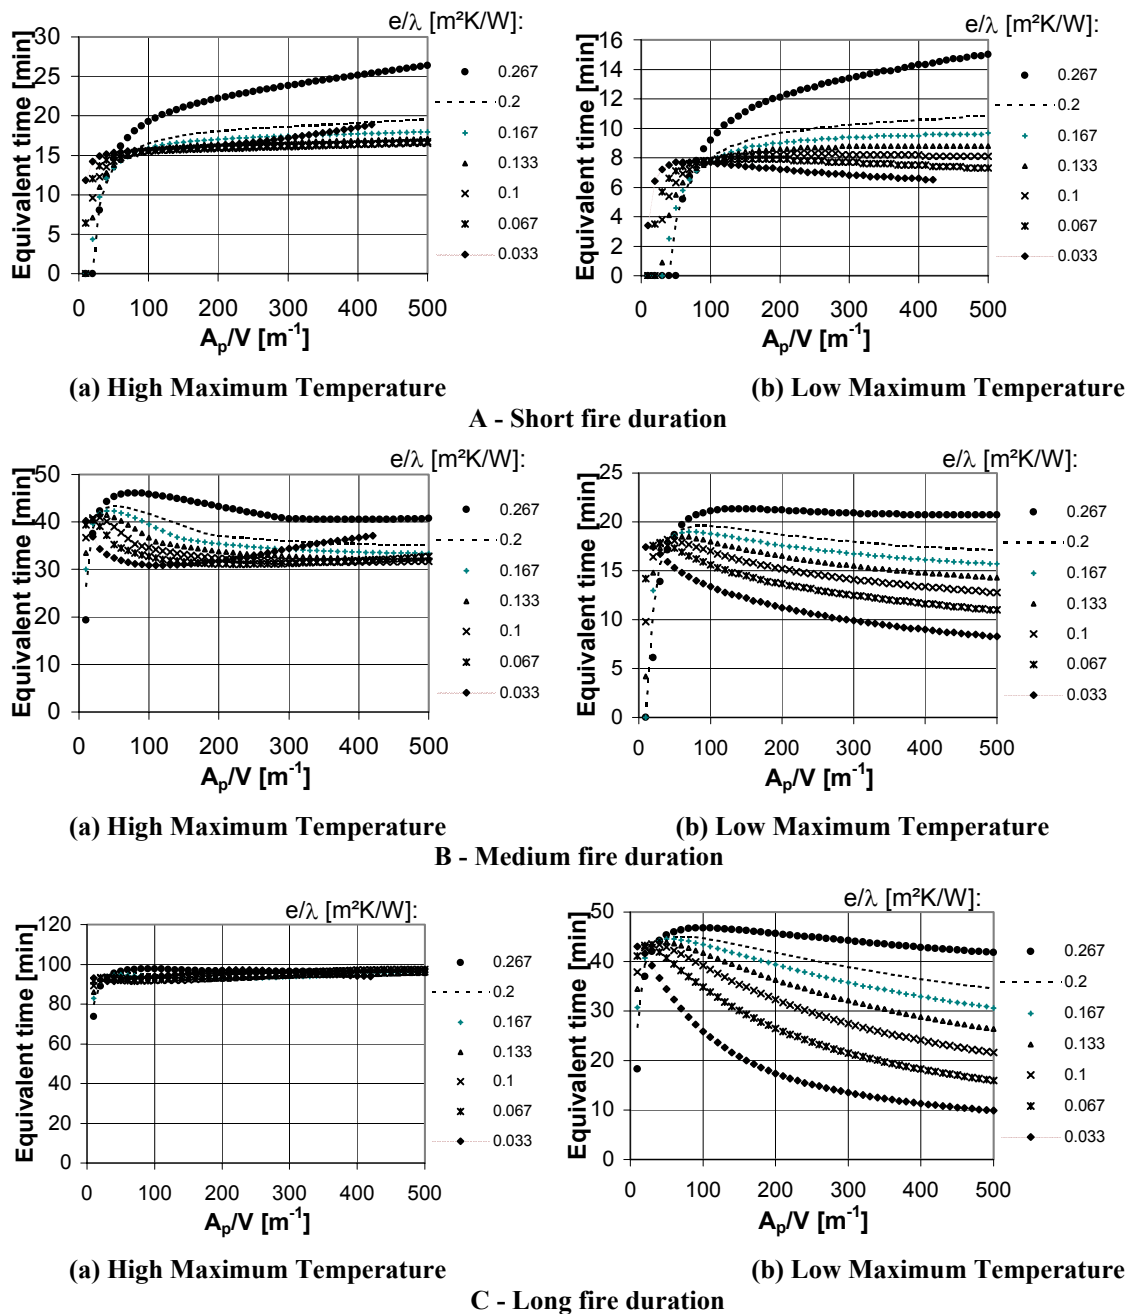 e/λ [m²K/W]:
Equivalent time [min]
30
25
20
15
10
5
0
0 100 200 300 400 500
Aₚ/V [m⁻¹]
0.267
0.2
0.167
0.133
0.1
0.067
0.033
e/λ [m²K/W]:
Equivalent time [min]
16
14
12
10
8
6
4
2
0
0 100 200 300 400 500
Aₚ/V [m⁻¹]
0.267
0.2
0.167
0.133
0.1
0.067
0.033
(a) High Maximum Temperature
(b) Low Maximum Temperature
A - Short fire duration
e/λ [m²K/W]:
Equivalent time [min]
50
40
30
20
10
0
0 100 200 300 400 500
Aₚ/V [m⁻¹]
0.267
0.2
0.167
0.133
0.1
0.067
0.033
e/λ [m²K/W]:
Equivalent time [min]
25
20
15
10
5
0
0 100 200 300 400 500
Aₚ/V [m⁻¹]
0.267
0.2
0.167
0.133
0.1
0.067
0.033
(a) High Maximum Temperature
(b) Low Maximum Temperature
B - Medium fire duration
e/λ [m²K/W]:
Equivalent time [min]
120
100
80
60
40
20
0
0 100 200 300 400 500
Aₚ/V [m⁻¹]
0.267
0.2
0.167
0.133
0.1
0.067
0.033
e/λ [m²K/W]:
Equivalent time [min]
50
40
30
20
10
0
0 100 200 300 400 500
Aₚ/V [m⁻¹]
0.267
0.2
0.167
0.133
0.1
0.067
0.033
(a) High Maximum Temperature
(b) Low Maximum Temperature
C - Long fire duration